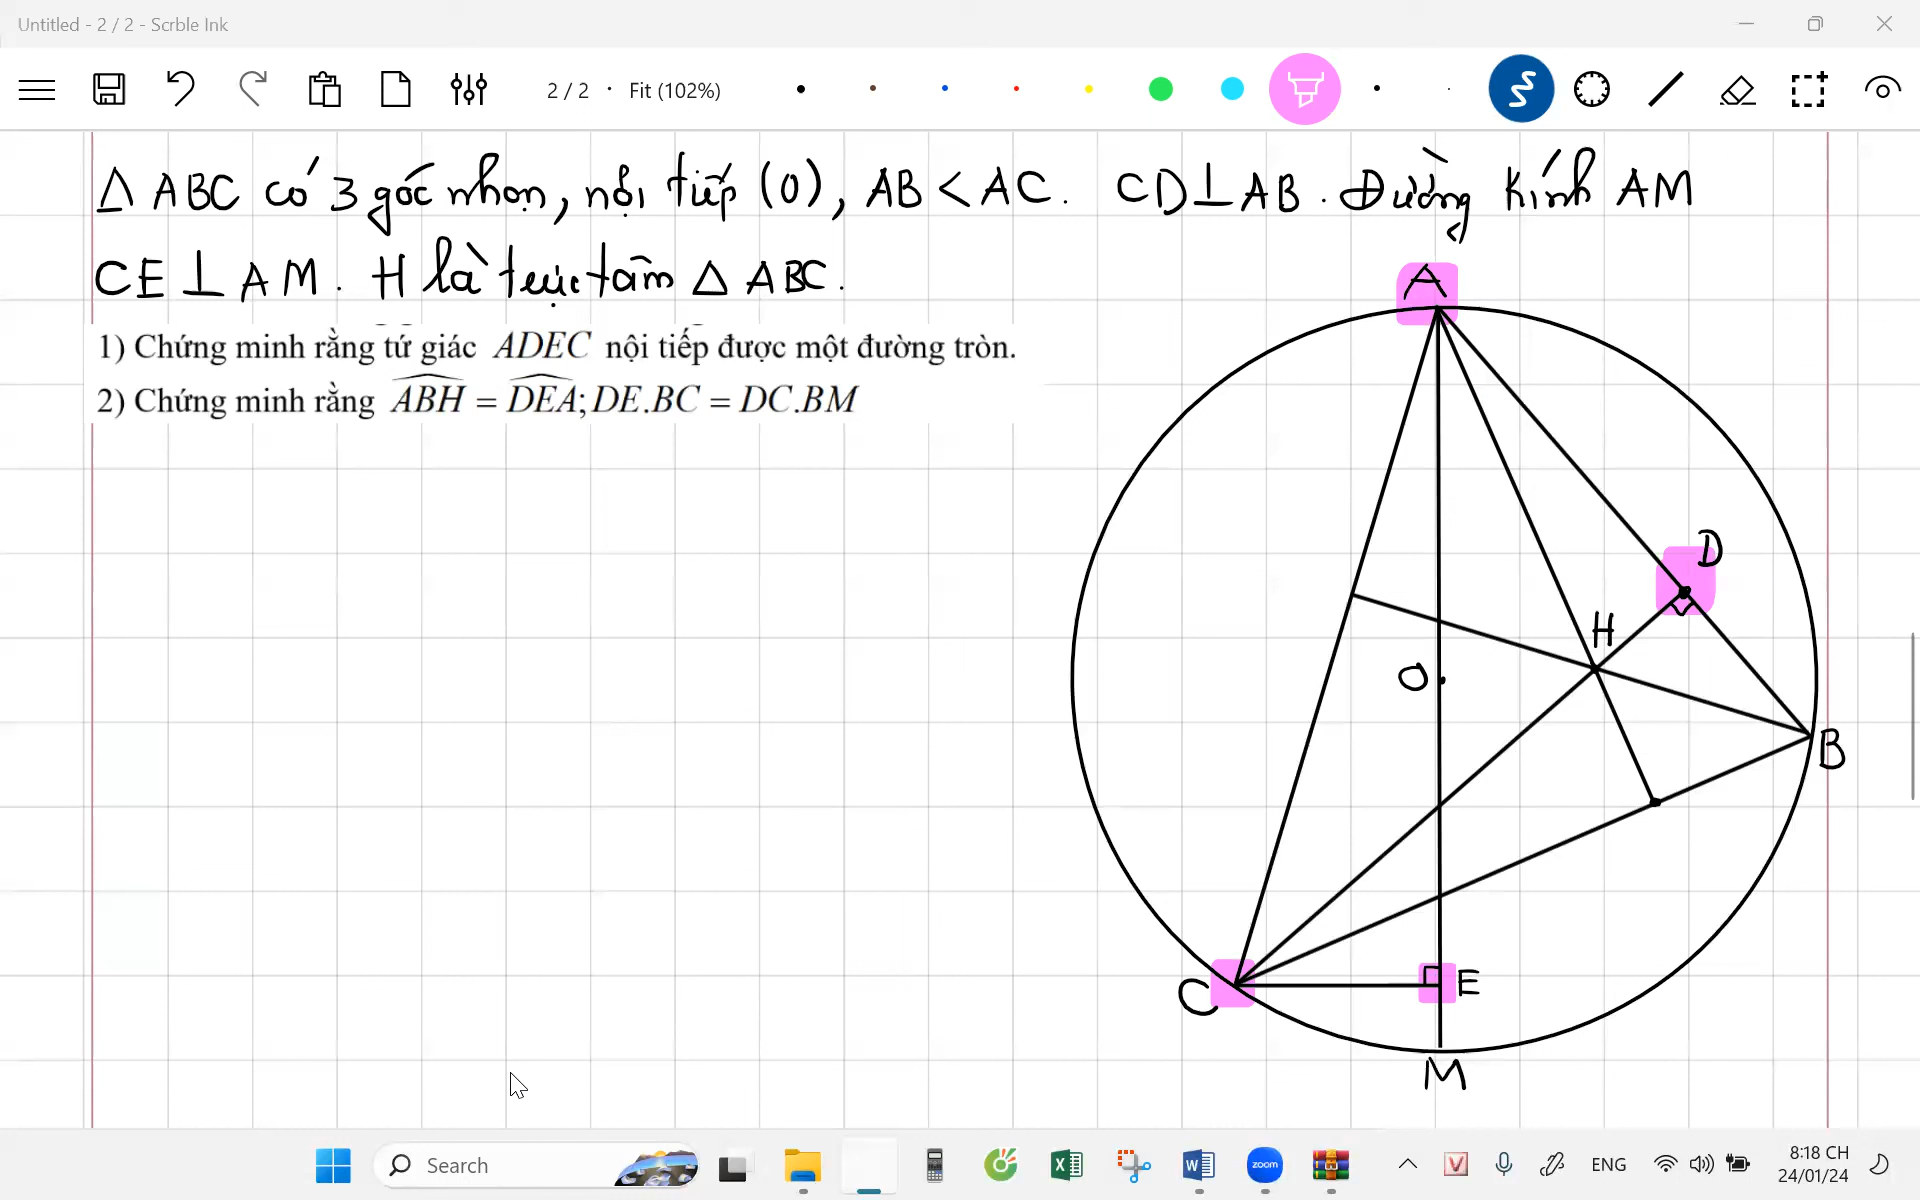 Untitled - 2 / 2 - Scrble Ink
2 / 2 · Fit (102%)
Δ ABC có 3 góc nhọn, nội tiếp (O), AB < AC. CD⊥AB. Đường kính AM
CE⊥AM. H là trực tâm Δ ABC.
1) Chứng minh rằng tứ giác ADEC nội tiếp được một đường tròn.
2) Chứng minh rằng \widehat{ABH} = \widehat{DEA}; DE.BC = DC.BM
A
D
H
O
B
C
E
M
Search
zoom
ENG
8:18 CH
24/01/24